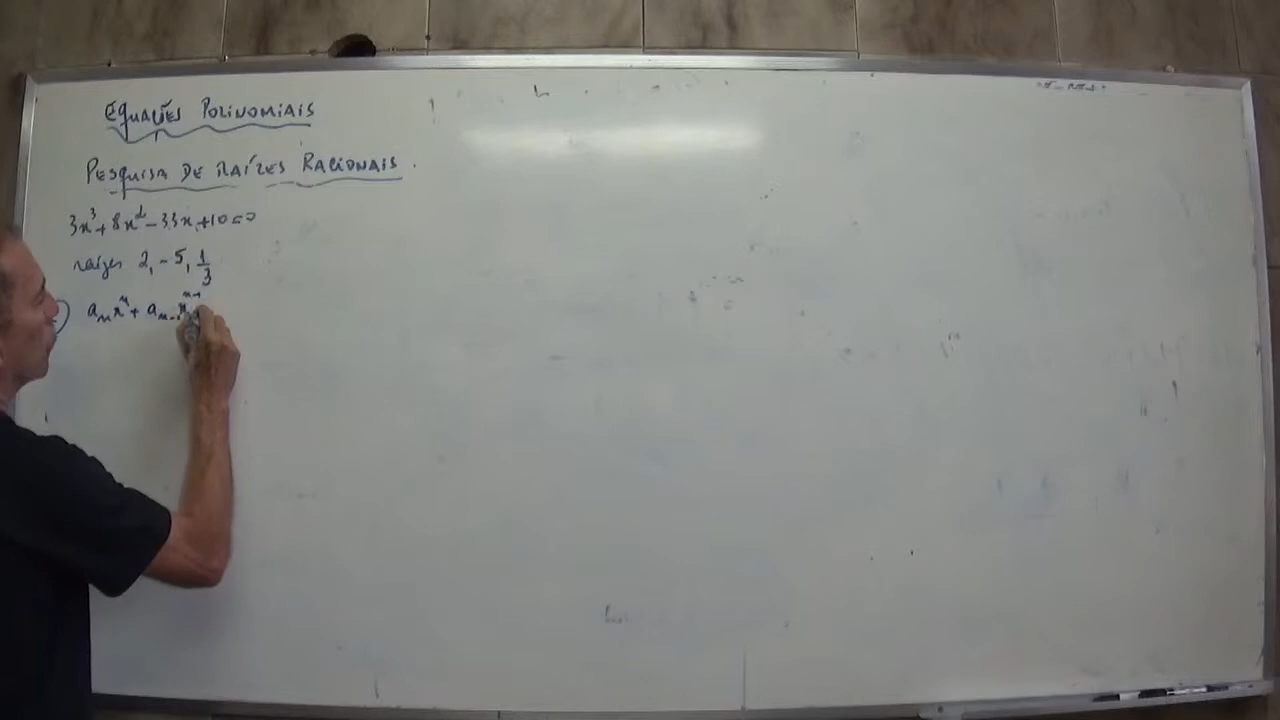 EQUAÇÕES POLINOMIAIS
PESQUISA DE RAÍZES RACIONAIS.
3x³+8x²-33x+10=0
raízes 2, -5, 1/3
aₙxⁿ + aₙ₋₁xⁿ⁻¹